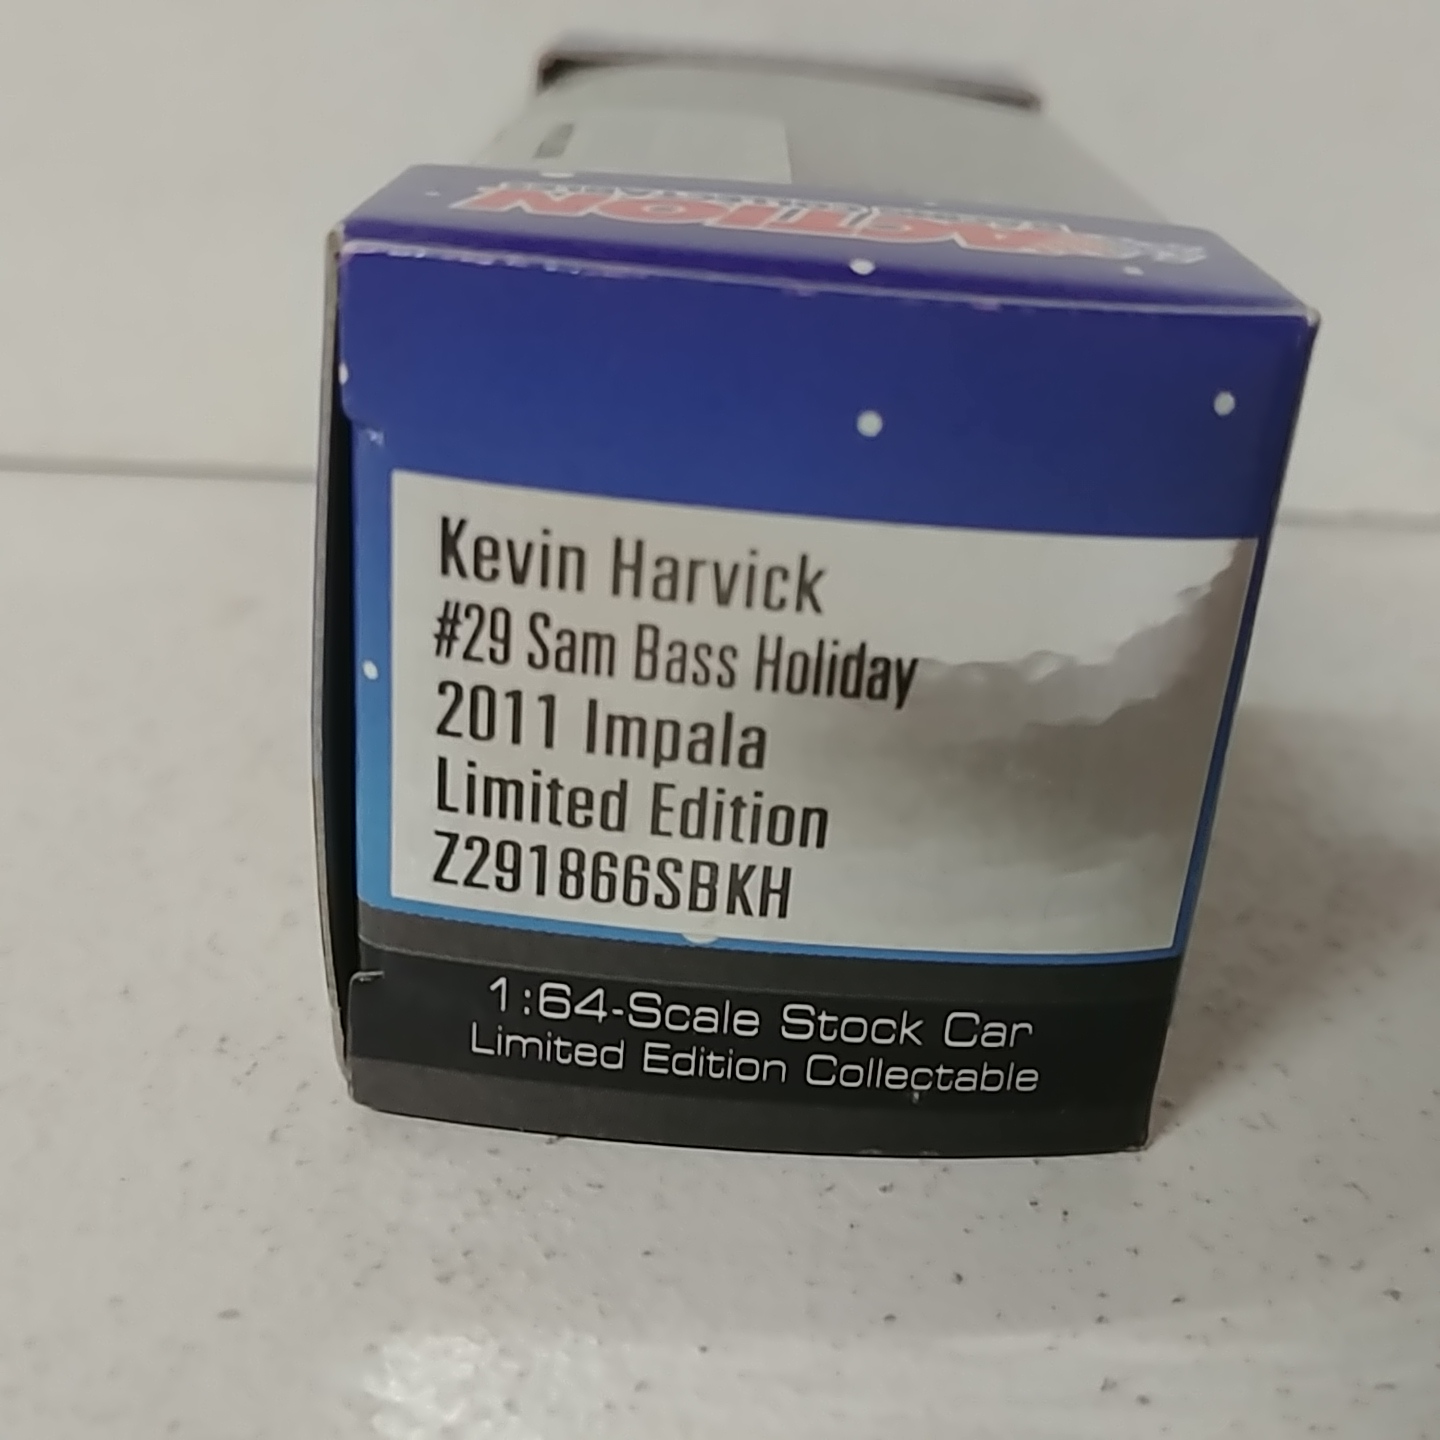 ACTION
Kevin Harvick
#29 Sam Bass Holiday
2011 Impala
Limited Edition
Z291866SBKH
1:64-Scale Stock Car
Limited Edition Collectable